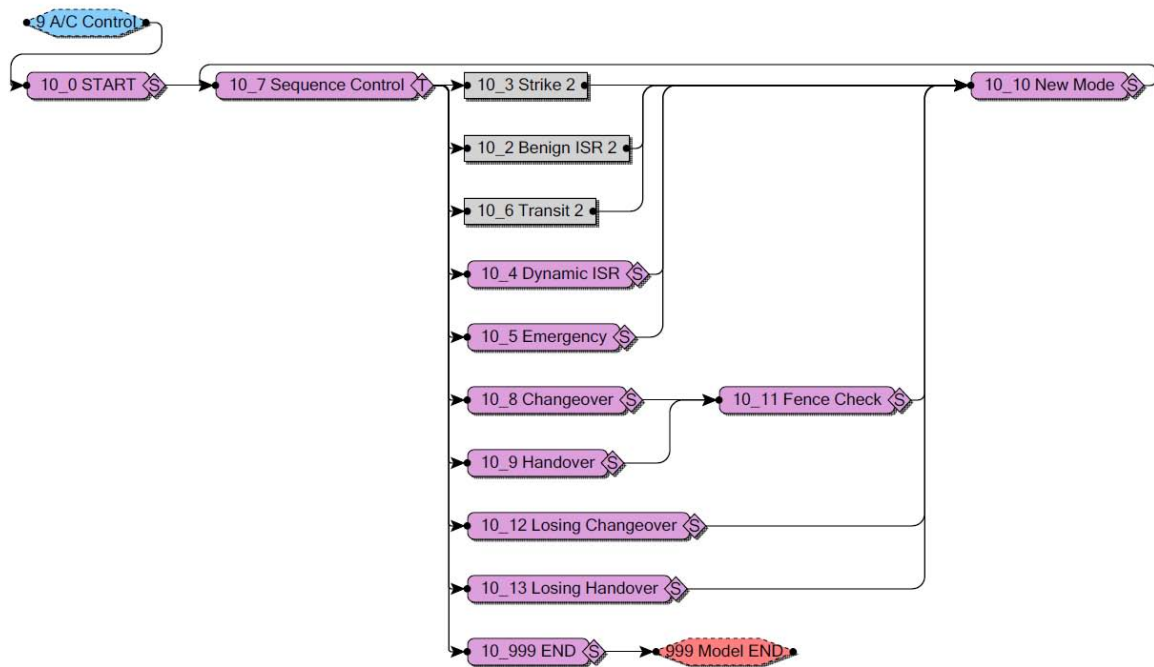 9 A/C Control
10_0 START S
10_7 Sequence Control T
10_3 Strike 2
10_10 New Mode S
10_2 Benign ISR 2
10_6 Transit 2
10_4 Dynamic ISR S
10_5 Emergency S
10_8 Changeover S
10_11 Fence Check S
10_9 Handover S
10_12 Losing Changeover S
10_13 Losing Handover S
10_999 END S
999 Model END